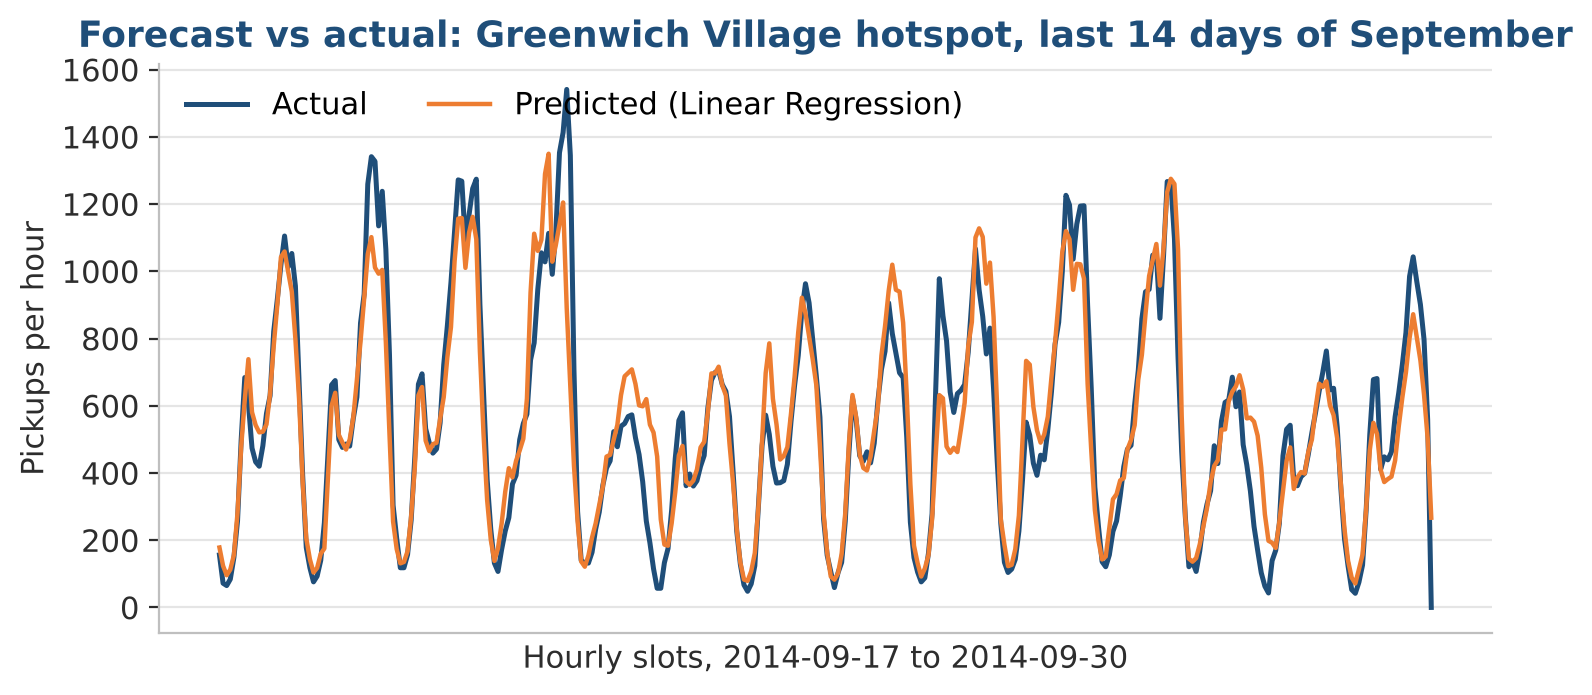 Forecast vs actual: Greenwich Village hotspot, last 14 days of September
Actual
Predicted (Linear Regression)
Pickups per hour
1600
1400
1200
1000
800
600
400
200
0
Hourly slots, 2014-09-17 to 2014-09-30